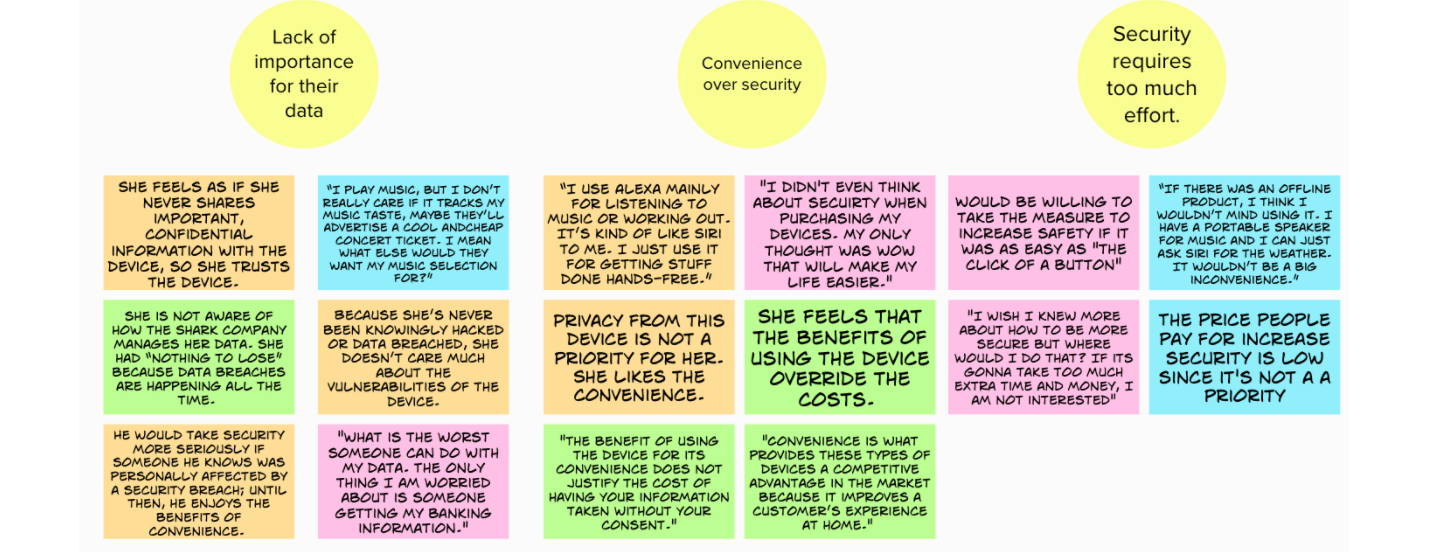 Lack of
importance
for their
data
Convenience
over security
Security
requires
too much
effort.
SHE FEELS AS IF SHE
NEVER SHARES
IMPORTANT,
CONFIDENTIAL
INFORMATION WITH THE
DEVICE, SO SHE TRUSTS
THE DEVICE.
"I PLAY MUSIC, BUT I DON'T
REALLY CARE IF IT TRACKS MY
MUSIC TASTE, MAYBE THEY'LL
ADVERTISE A COOL ANDCHEAP
CONCERT TICKET. I MEAN
WHAT ELSE WOULD THEY
WANT MY MUSIC SELECTION
FOR?"
"I USE ALEXA MAINLY
FOR LISTENING TO
MUSIC OR WORKING OUT.
IT'S KIND OF LIKE SIRI
TO ME. I JUST USE IT
FOR GETTING STUFF
DONE HANDS-FREE."
"I DIDN'T EVEN THINK
ABOUT SECUIRTY WHEN
PURCHASING MY
DEVICES. MY ONLY
THOUGHT WAS WOW
THAT WILL MAKE MY
LIFE EASIER."
WOULD BE WILLING TO
TAKE THE MEASURE TO
INCREASE SAFETY IF IT
WAS AS EASY AS "THE
CLICK OF A BUTTON"
"IF THERE WAS AN OFFLINE
PRODUCT, I THINK I
WOULDN'T MIND USING IT. I
HAVE A PORTABLE SPEAKER
FOR MUSIC AND I CAN JUST
ASK SIRI FOR THE WEATHER.
IT WOULDN'T BE A BIG
INCONVENIENCE."
SHE IS NOT AWARE OF
HOW THE SHARK COMPANY
MANAGES HER DATA. SHE
HAD "NOTHING TO LOSE"
BECAUSE DATA BREACHES
ARE HAPPENING ALL THE
TIME.
BECAUSE SHE'S NEVER
BEEN KNOWINGLY HACKED
OR DATA BREACHED, SHE
DOESN'T CARE MUCH
ABOUT THE
VULNERABILITIES OF THE
DEVICE.
PRIVACY FROM THIS
DEVICE IS NOT A
PRIORITY FOR HER.
SHE LIKES THE
CONVENIENCE.
SHE FEELS THAT
THE BENEFITS OF
USING THE DEVICE
OVERRIDE THE
COSTS.
"I WISH I KNEW MORE
ABOUT HOW TO BE MORE
SECURE BUT WHERE
WOULD I DO THAT? IF ITS
GONNA TAKE TOO MUCH
EXTRA TIME AND MONEY, I
AM NOT INTERESTED"
THE PRICE PEOPLE
PAY FOR INCREASE
SECURITY IS LOW
SINCE IT'S NOT A A
PRIORITY
HE WOULD TAKE SECURITY
MORE SERIOUSLY IF
SOMEONE HE KNOWS WAS
PERSONALLY AFFECTED BY
A SECURITY BREACH; UNTIL
THEN, HE ENJOYS THE
BENEFITS OF
CONVENIENCE.
"WHAT IS THE WORST
SOMEONE CAN DO WITH
MY DATA. THE ONLY
THING I AM WORRIED
ABOUT IS SOMEONE
GETTING MY BANKING
INFORMATION."
"THE BENEFIT OF USING
THE DEVICE FOR ITS
CONVENIENCE DOES NOT
JUSTIFY THE COST OF
HAVING YOUR INFORMATION
TAKEN WITHOUT YOUR
CONSENT."
"CONVENIENCE IS WHAT
PROVIDES THESE TYPES OF
DEVICES A COMPETITIVE
ADVANTAGE IN THE MARKET
BECAUSE IT IMPROVES A
CUSTOMER'S EXPERIENCE
AT HOME."